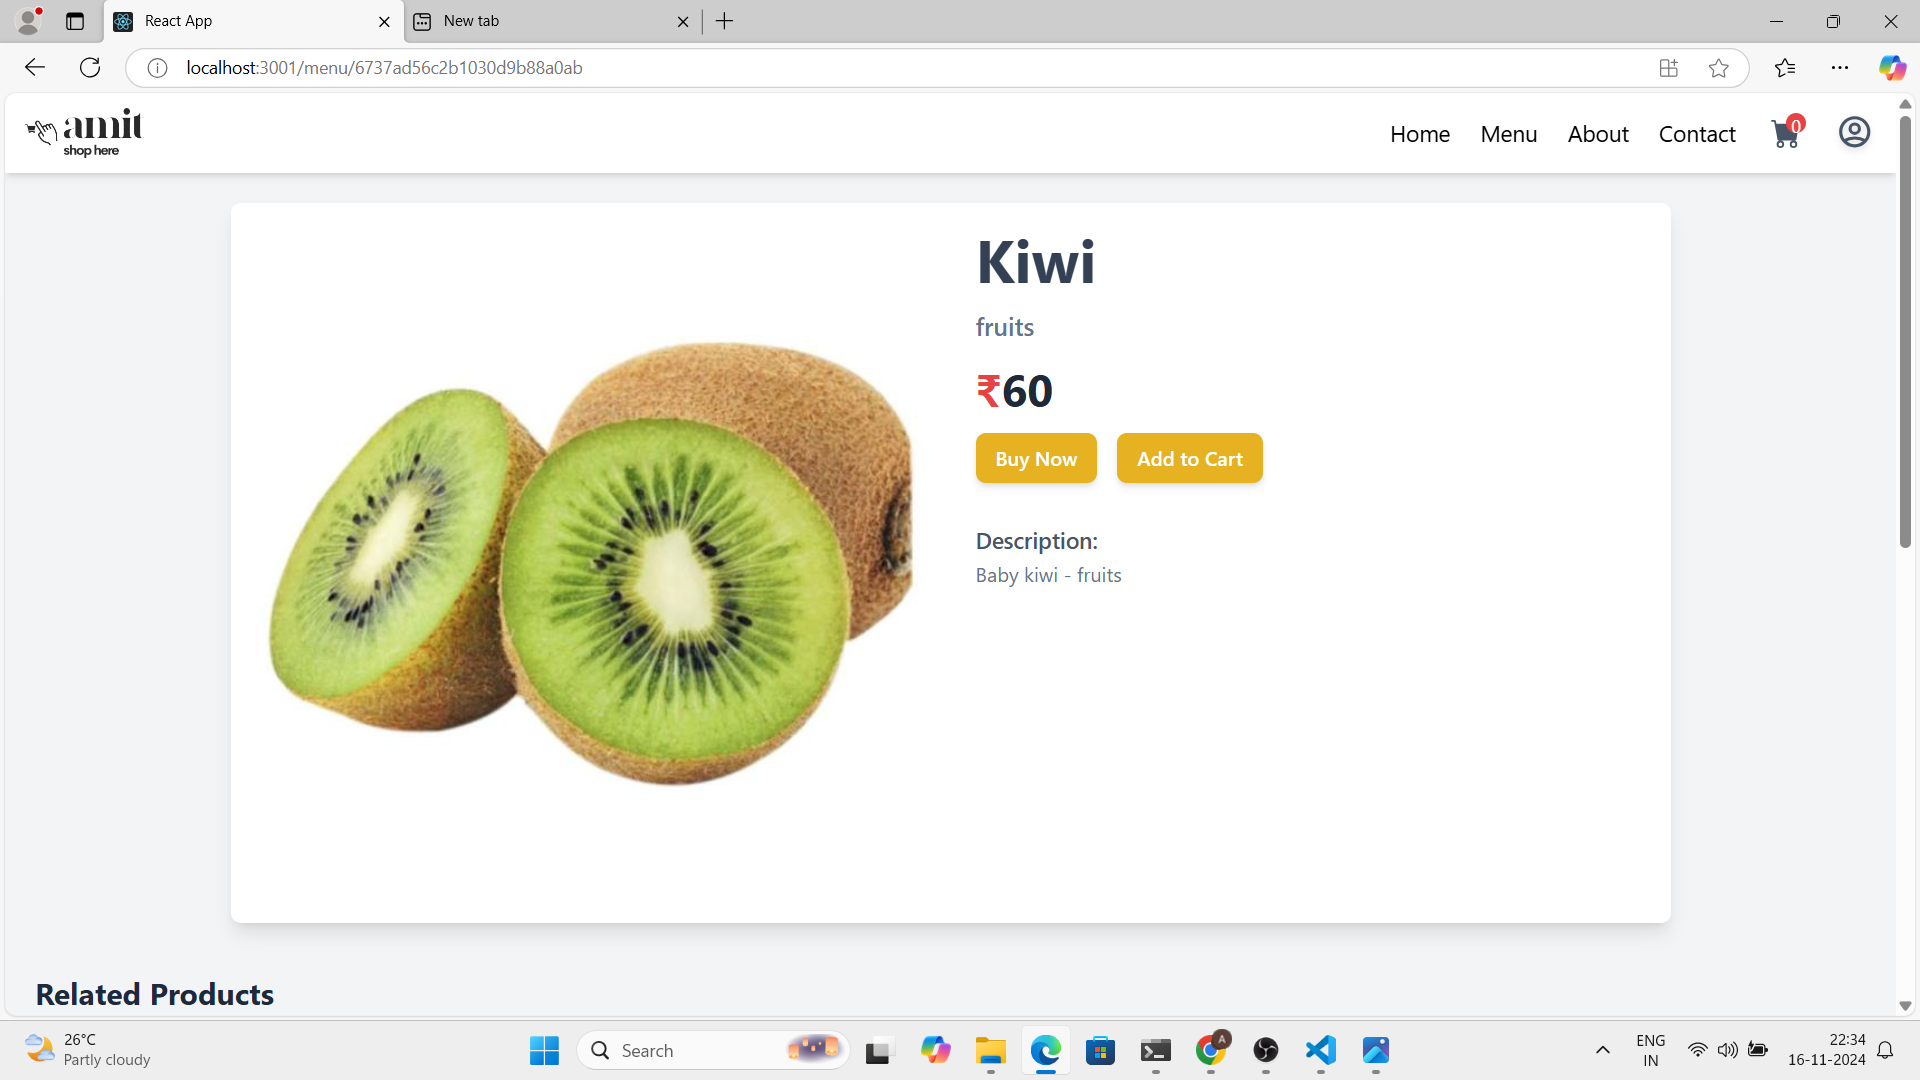 React App
New tab
localhost:3001/menu/6737ad56c2b1030d9b88a0ab
amit
shop here
Home
Menu
About
Contact
0
Kiwi
fruits
₹60
Buy Now
Add to Cart
Description:
Baby kiwi - fruits
Related Products
26°C
Partly cloudy
Search
A
ENG
IN
22:34
16-11-2024